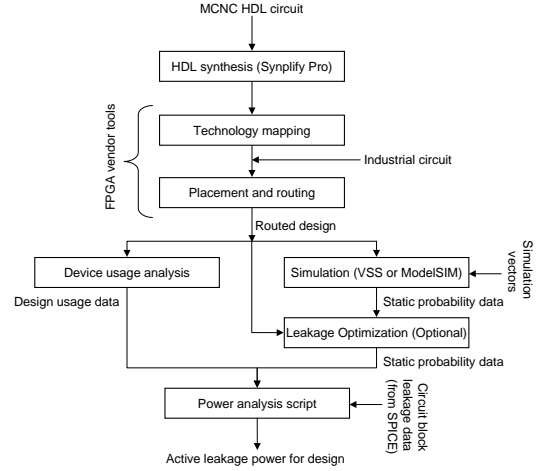 MCNC HDL circuit
HDL synthesis (Synplify Pro)
FPGA vendor tools
Technology mapping
Industrial circuit
Placement and routing
Routed design
Device usage analysis
Simulation (VSS or ModelSIM)
Simulation
vectors
Design usage data
Static probability data
Leakage Optimization (Optional)
Static probability data
Power analysis script
Circuit block
leakage data
(from SPICE)
Active leakage power for design